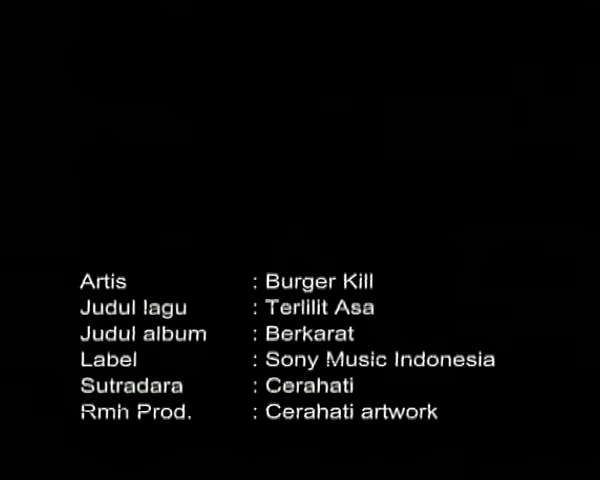 Artis : Burger Kill
Judul lagu : Terlilit Asa
Judul album : Berkarat
Label : Sony Music Indonesia
Sutradara : Cerahati
Rmh Prod. : Cerahati artwork